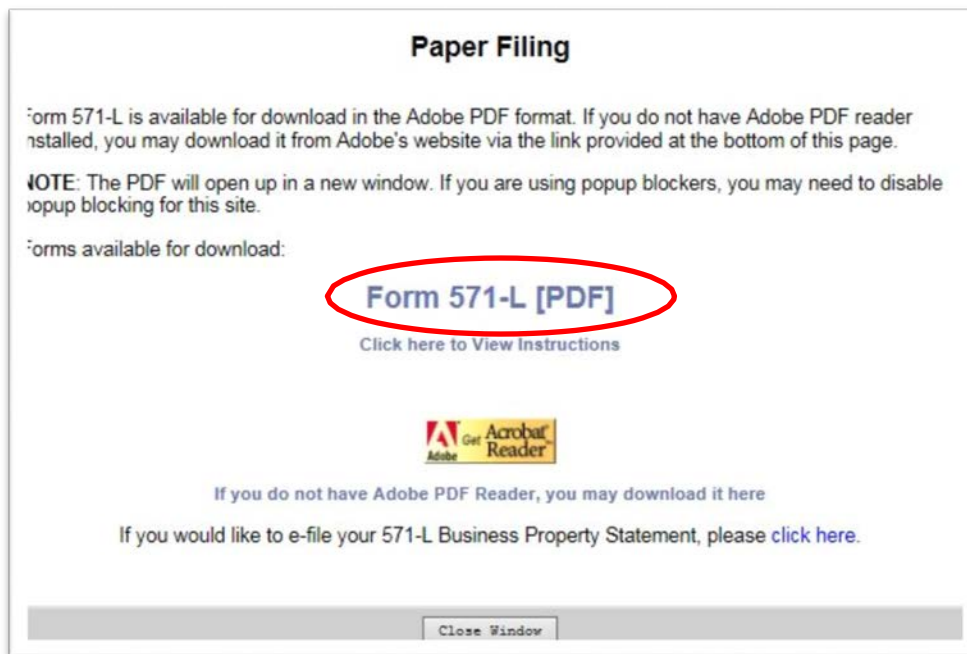 Paper Filing
Form 571-L is available for download in the Adobe PDF format. If you do not have Adobe PDF reader
installed, you may download it from Adobe's website via the link provided at the bottom of this page.
NOTE: The PDF will open up in a new window. If you are using popup blockers, you may need to disable
popup blocking for this site.
Forms available for download:
Form 571-L [PDF]
Click here to View Instructions
Adobe Get Acrobat Reader
If you do not have Adobe PDF Reader, you may download it here
If you would like to e-file your 571-L Business Property Statement, please click here.
Close Window